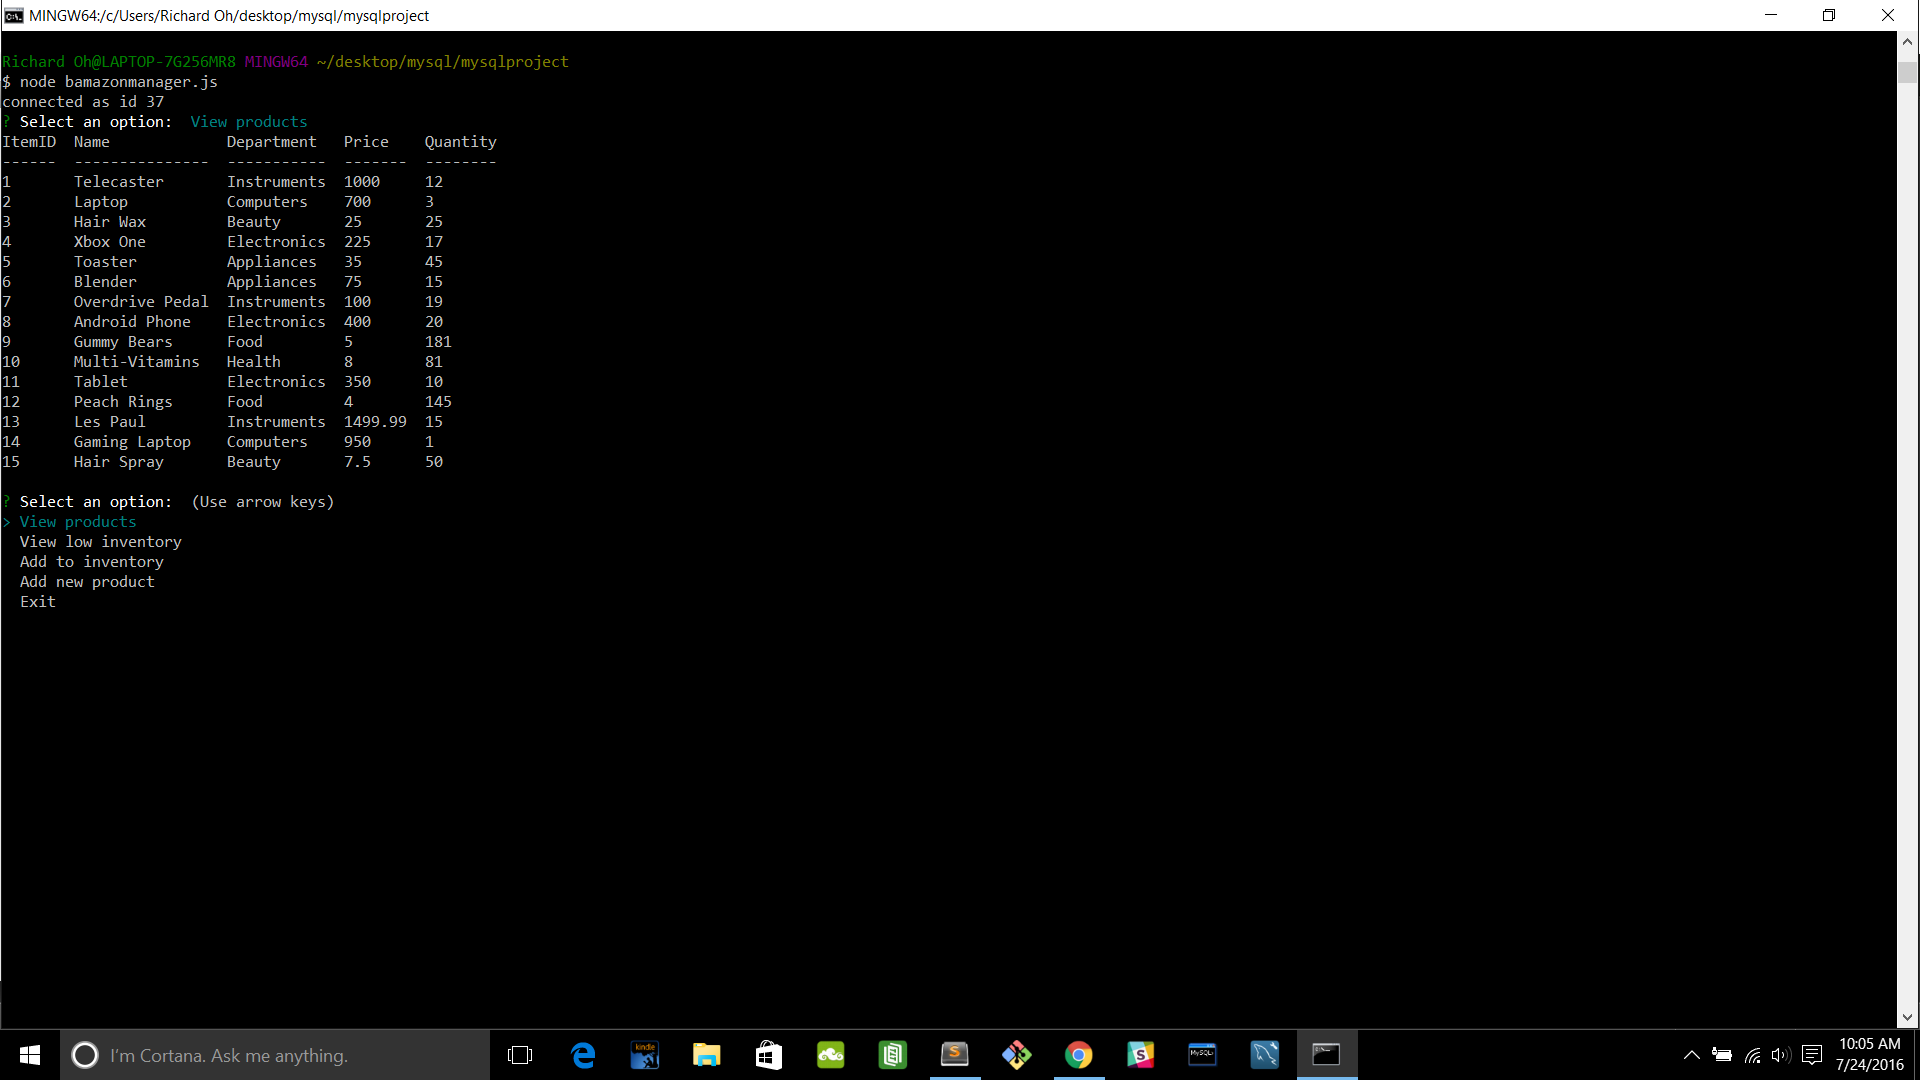 MINGW64:/c/Users/Richard Oh/desktop/mysql/mysqlproject
Richard Oh@LAPTOP-7G256MR8 MINGW64 ~/desktop/mysql/mysqlproject
$ node bamazonmanager.js
connected as id 37
? Select an option:  View products
ItemID  Name             Department   Price    Quantity
------  ---------------  -----------  -------  --------
1       Telecaster       Instruments  1000     12
2       Laptop           Computers    700      3
3       Hair Wax         Beauty       25       25
4       Xbox One         Electronics  225      17
5       Toaster          Appliances   35       45
6       Blender          Appliances   75       15
7       Overdrive Pedal  Instruments  100      19
8       Android Phone    Electronics  400      20
9       Gummy Bears      Food         5        181
10      Multi-Vitamins   Health       8        81
11      Tablet           Electronics  350      10
12      Peach Rings      Food         4        145
13      Les Paul         Instruments  1499.99  15
14      Gaming Laptop    Computers    950      1
15      Hair Spray       Beauty       7.5      50
? Select an option:  (Use arrow keys)
> View products
  View low inventory
  Add to inventory
  Add new product
  Exit
I'm Cortana. Ask me anything.
kindle
MySQL>
10:05 AM
7/24/2016